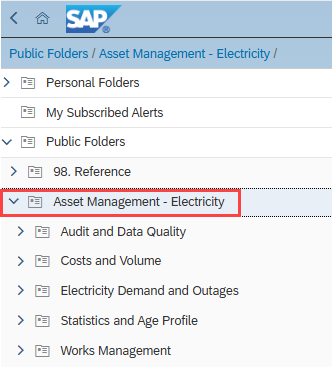 SAP
Public Folders / Asset Management - Electricity /
Personal Folders
My Subscribed Alerts
Public Folders
98. Reference
Asset Management - Electricity
Audit and Data Quality
Costs and Volume
Electricity Demand and Outages
Statistics and Age Profile
Works Management